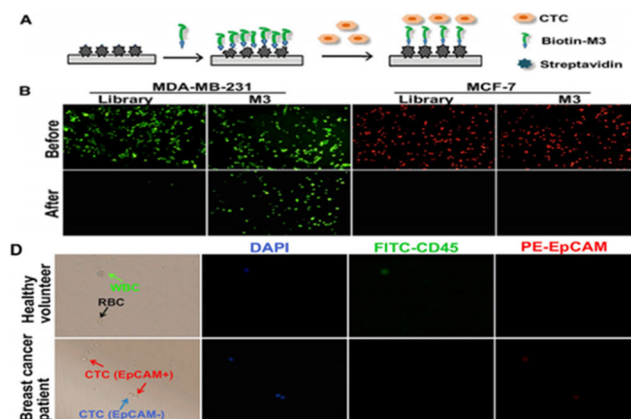 A
CTC
Biotin-M3
Streptavidin
B
MDA-MB-231 MCF-7
Library M3 Library M3
Before
After
D
DAPI FITC-CD45 PE-EpCAM
Healthy volunteer
WBC
RBC
Breast cancer patient
CTC (EpCAM+)
CTC (EpCAM-)